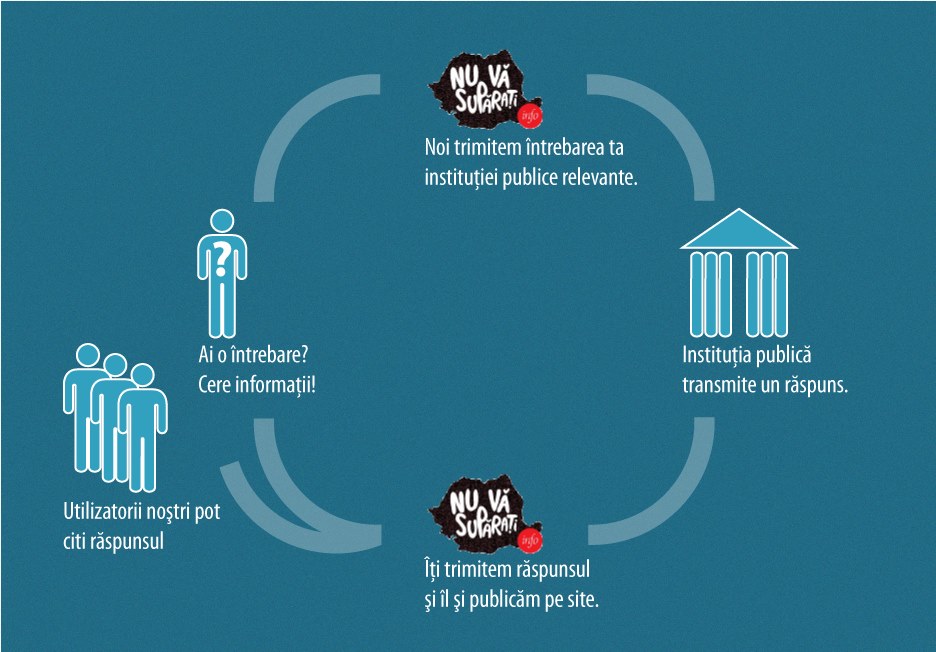 NU VĂ
SUPĂRAȚI
info
Noi trimitem întrebarea ta
instituției publice relevante.
?
Ai o întrebare?
Cere informații!
Instituția publică
transmite un răspuns.
Utilizatorii noştri pot
citi răspunsul
NU VĂ
SUPĂRAȚI
info
Îți trimitem răspunsul
şi îl şi publicăm pe site.